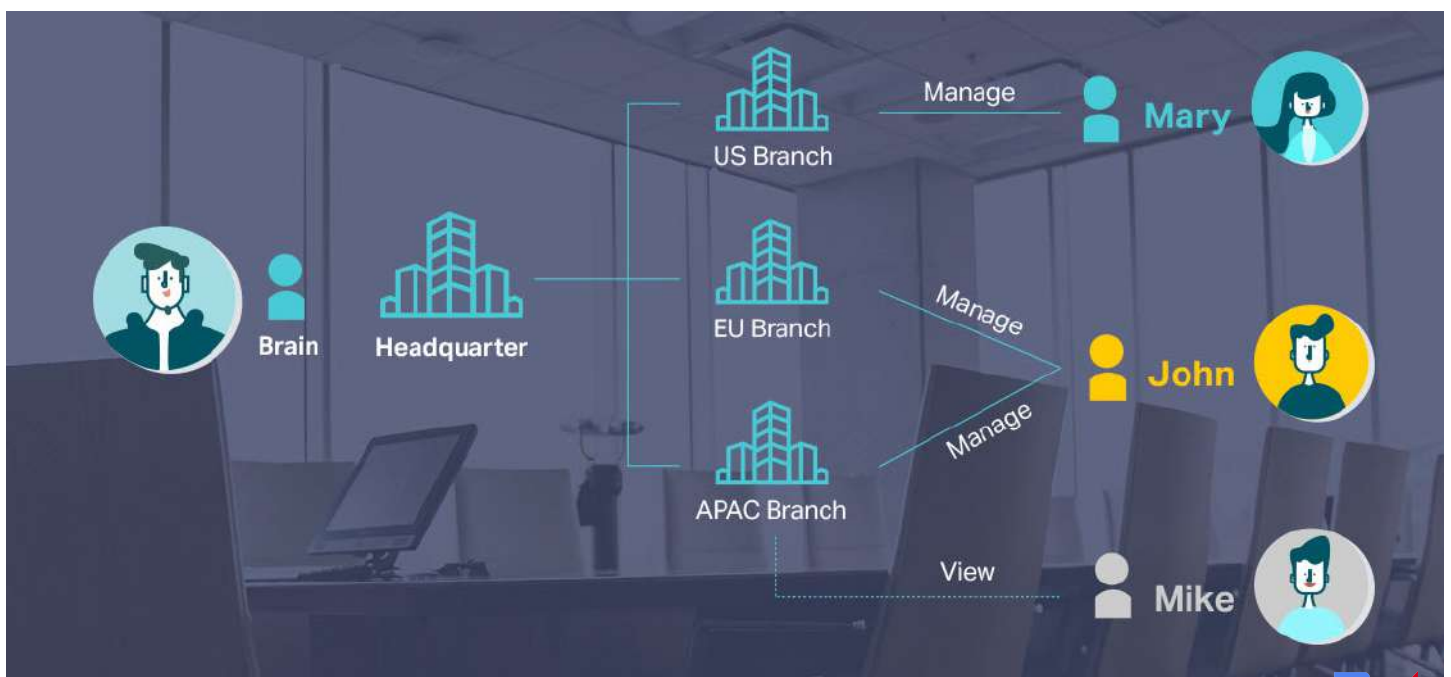 US Branch
Manage
Mary
Brain
Headquarter
EU Branch
Manage
John
Manage
APAC Branch
View
Mike